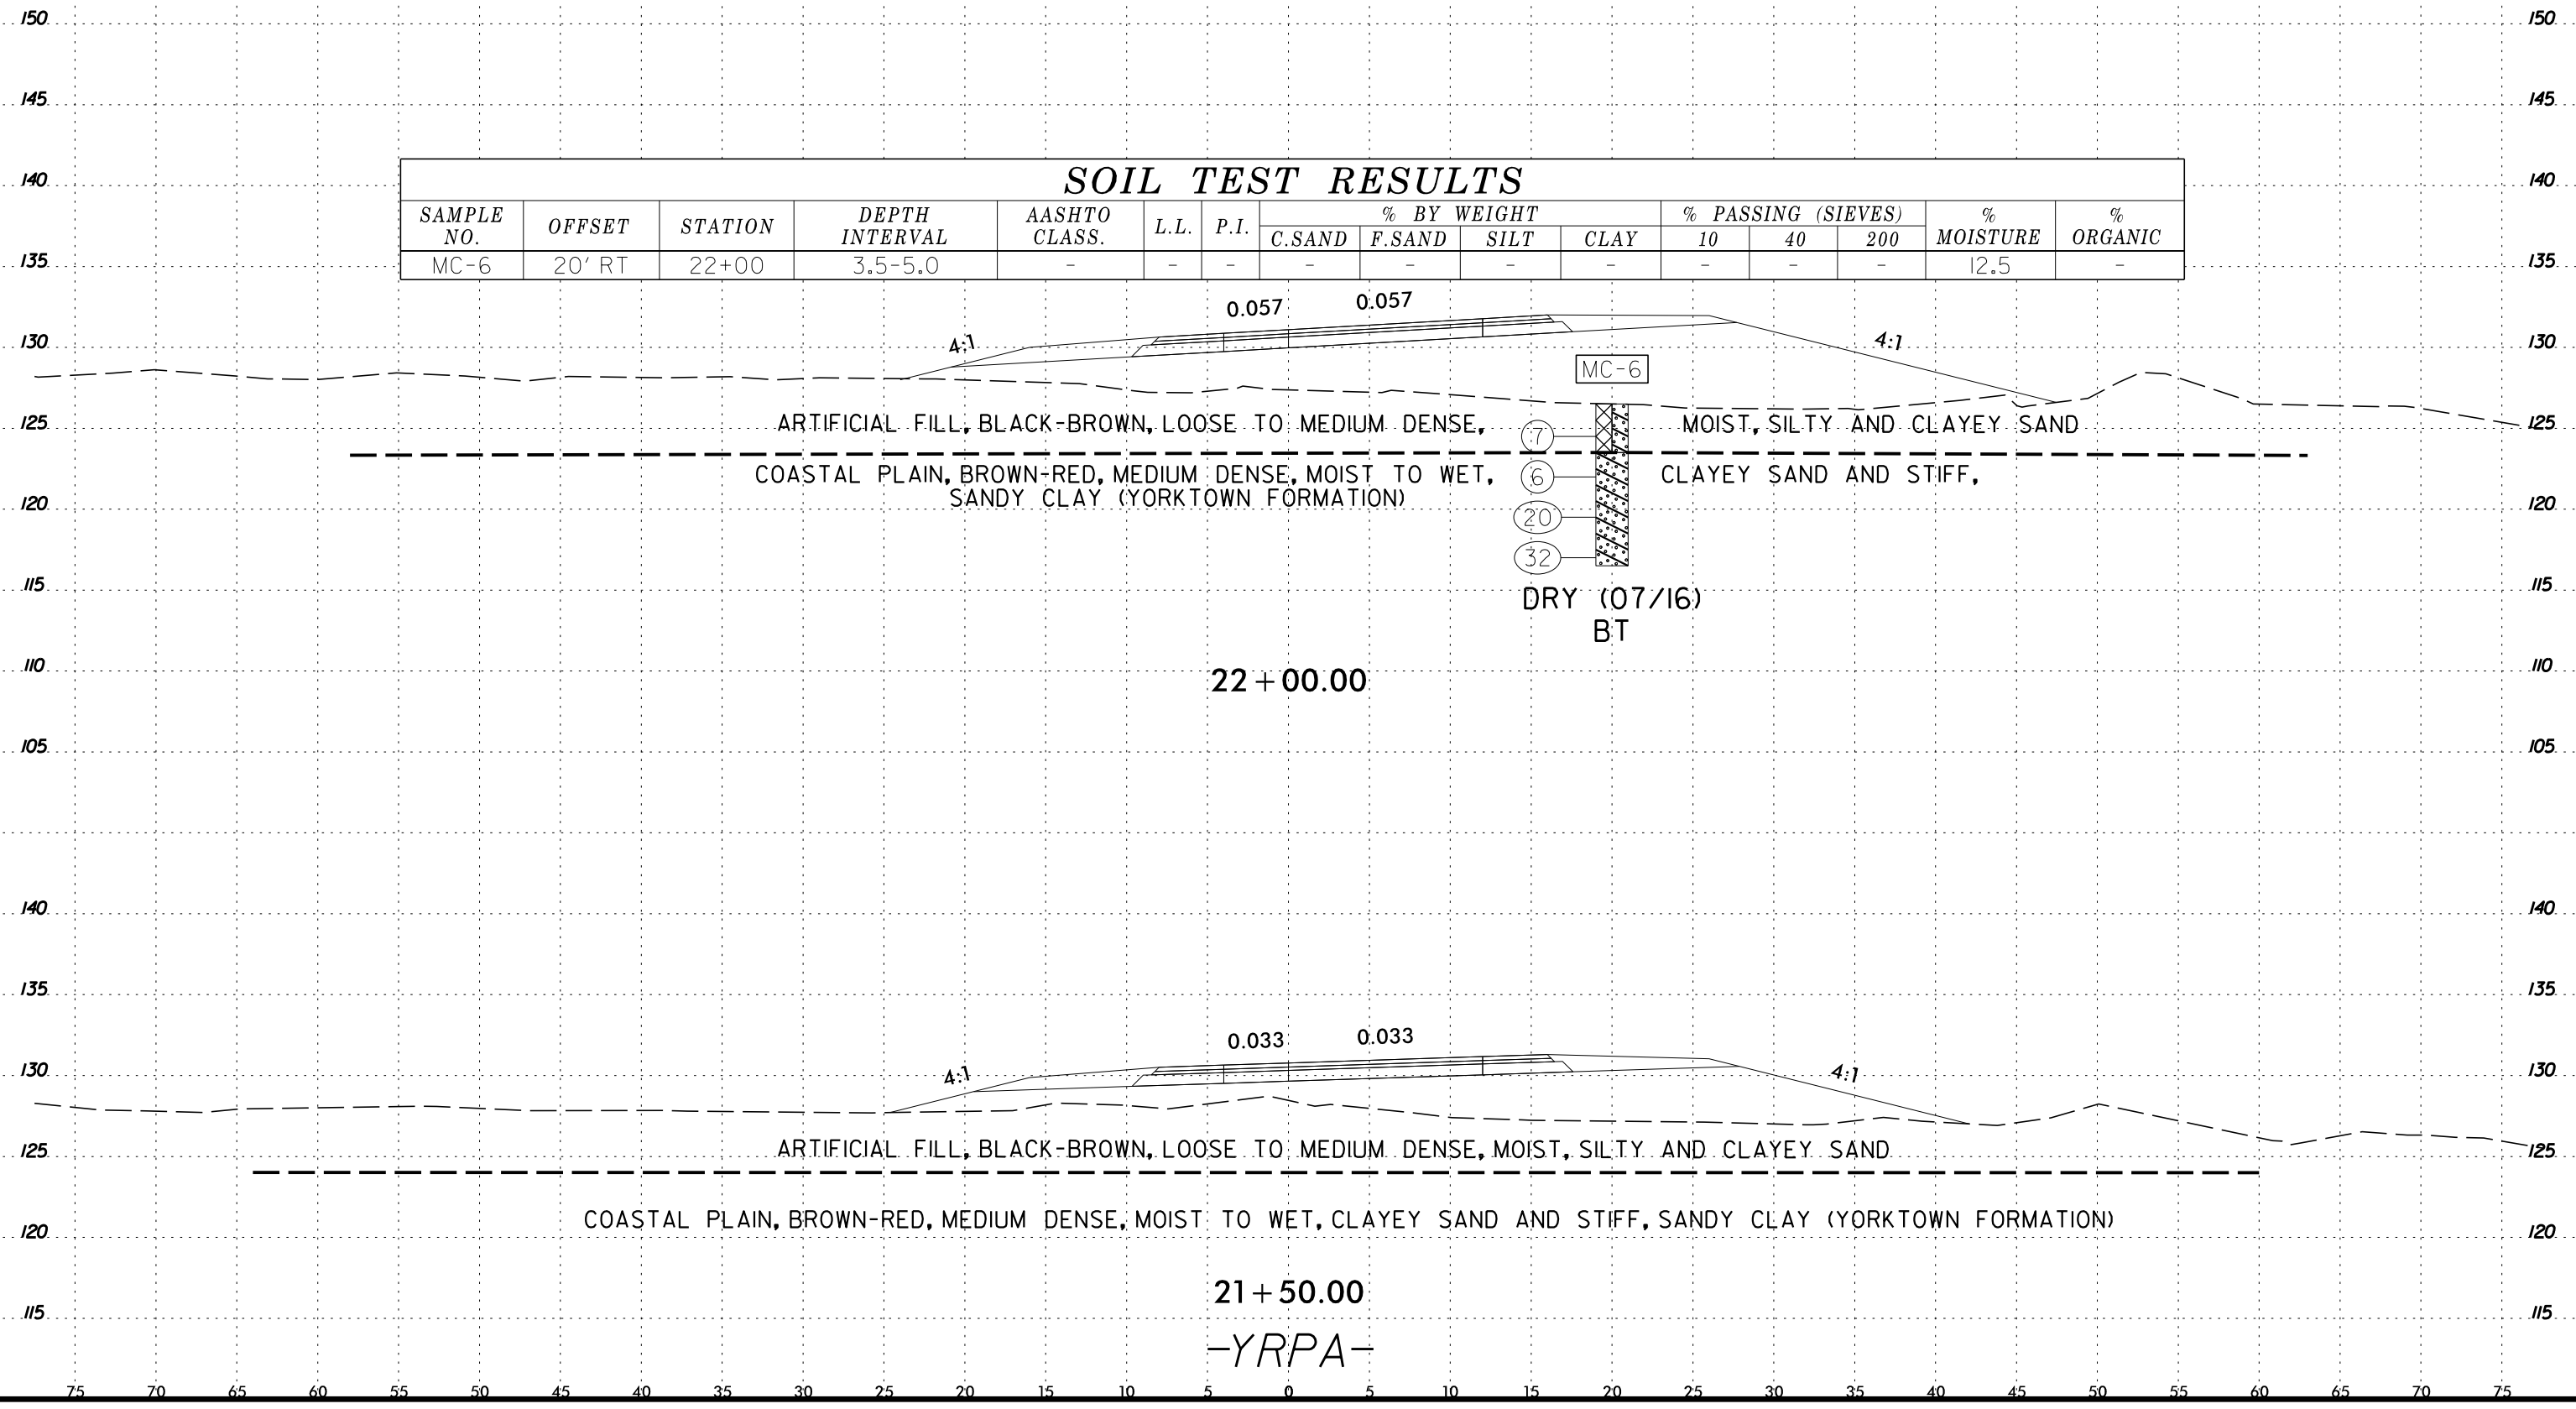 150 150
145 145
140 140
SOIL TEST RESULTS
SAMPLE NO. OFFSET STATION DEPTH INTERVAL AASHTO CLASS. L.L. P.I. % BY WEIGHT % PASSING (SIEVES) % MOISTURE % ORGANIC
C.SAND F.SAND SILT CLAY 10 40 200
MC-6 20' RT 22+00 3.5-5.0 - - - - - - - - - - 12.5 -
135 135
0.057 0.057
130 4:1 4:1 130
MC-6
ARTIFICIAL FILL, BLACK-BROWN, LOOSE TO MEDIUM DENSE, MOIST, SILTY AND CLAYEY SAND
125 7 125
COASTAL PLAIN, BROWN-RED, MEDIUM DENSE, MOIST TO WET, 6 CLAYEY SAND AND STIFF,
SANDY CLAY (YORKTOWN FORMATION)
120 20 120
32
115 115
DRY (07/16)
BT
110 110
22+00.00
105 105
140 140
135 135
0.033 0.033
130 4:1 4:1 130
ARTIFICIAL FILL, BLACK-BROWN, LOOSE TO MEDIUM DENSE, MOIST, SILTY AND CLAYEY SAND
125 125
COASTAL PLAIN, BROWN-RED, MEDIUM DENSE, MOIST TO WET, CLAYEY SAND AND STIFF, SANDY CLAY (YORKTOWN FORMATION)
120 120
21+50.00
115 115
-YRPA-
75 70 65 60 55 50 45 40 35 30 25 20 15 10 5 0 5 10 15 20 25 30 35 40 45 50 55 60 65 70 75